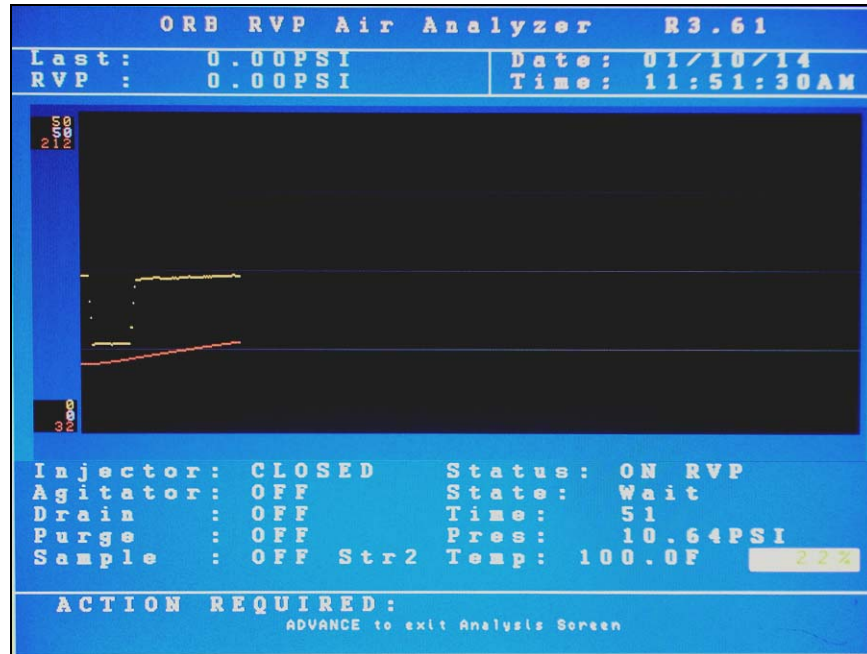 ORB RVP Air Analyzer R3.61
Last: 0.00PSI Date: 01/10/14
RVP : 0.00PSI Time: 11:51:30AM
50
50
212
0
0
32
Injector: CLOSED Status: ON RVP
Agitator: OFF State: Wait
Drain : OFF Time: 51
Purge : OFF Pres: 10.64PSI
Sample : OFF Str2 Temp: 100.0F 22%
ACTION REQUIRED:
ADVANCE to exit Analysis Screen